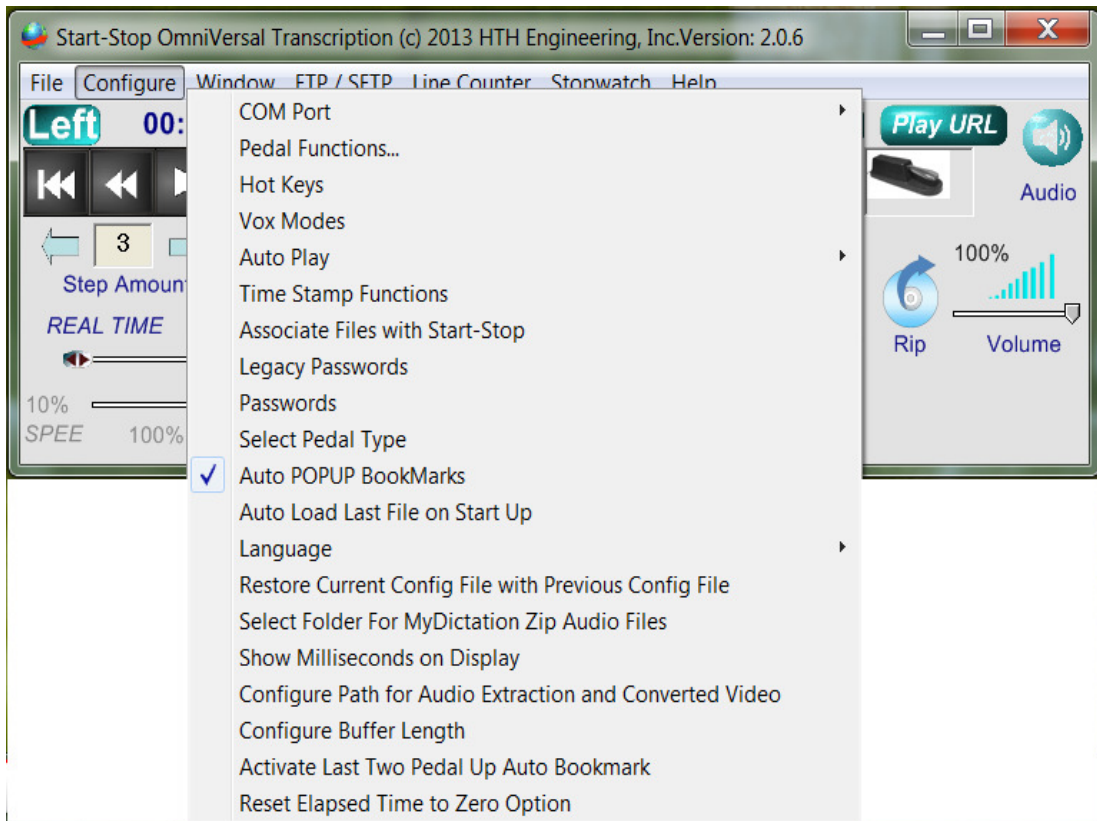 Start-Stop OmniVersal Transcription (c) 2013 HTH Engineering, Inc.Version: 2.0.6
File Configure Window FTP / SFTP Line Counter Stopwatch Help
Left 00:
Play URL
Audio
3
Step Amoun
REAL TIME
10%
SPEE 100%
COM Port
Pedal Functions...
Hot Keys
Vox Modes
Auto Play
Time Stamp Functions
Associate Files with Start-Stop
Legacy Passwords
Passwords
Select Pedal Type
Auto POPUP BookMarks
Auto Load Last File on Start Up
Language
Restore Current Config File with Previous Config File
Select Folder For MyDictation Zip Audio Files
Show Milliseconds on Display
Configure Path for Audio Extraction and Converted Video
Configure Buffer Length
Activate Last Two Pedal Up Auto Bookmark
Reset Elapsed Time to Zero Option
100%
Rip Volume